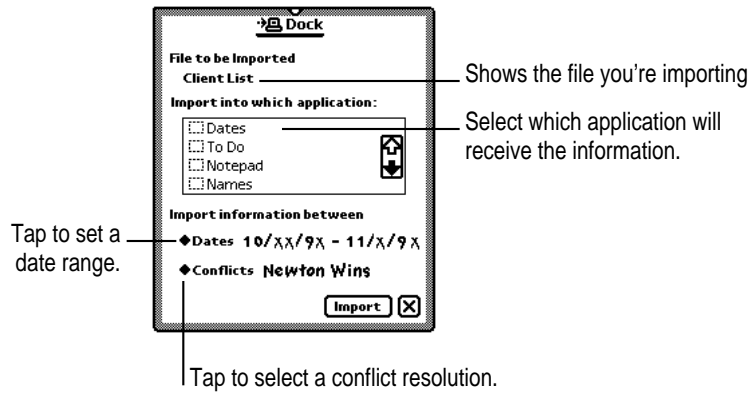 Dock
File to be Imported
Client List
Shows the file you're importing
Import into which application:
Select which application will
receive the information.
Dates
To Do
Notepad
Names
Import information between
Tap to set a
date range.
Dates 10/XX/9X - 11/X/9X
Conflicts Newton Wins
Import X
Tap to select a conflict resolution.